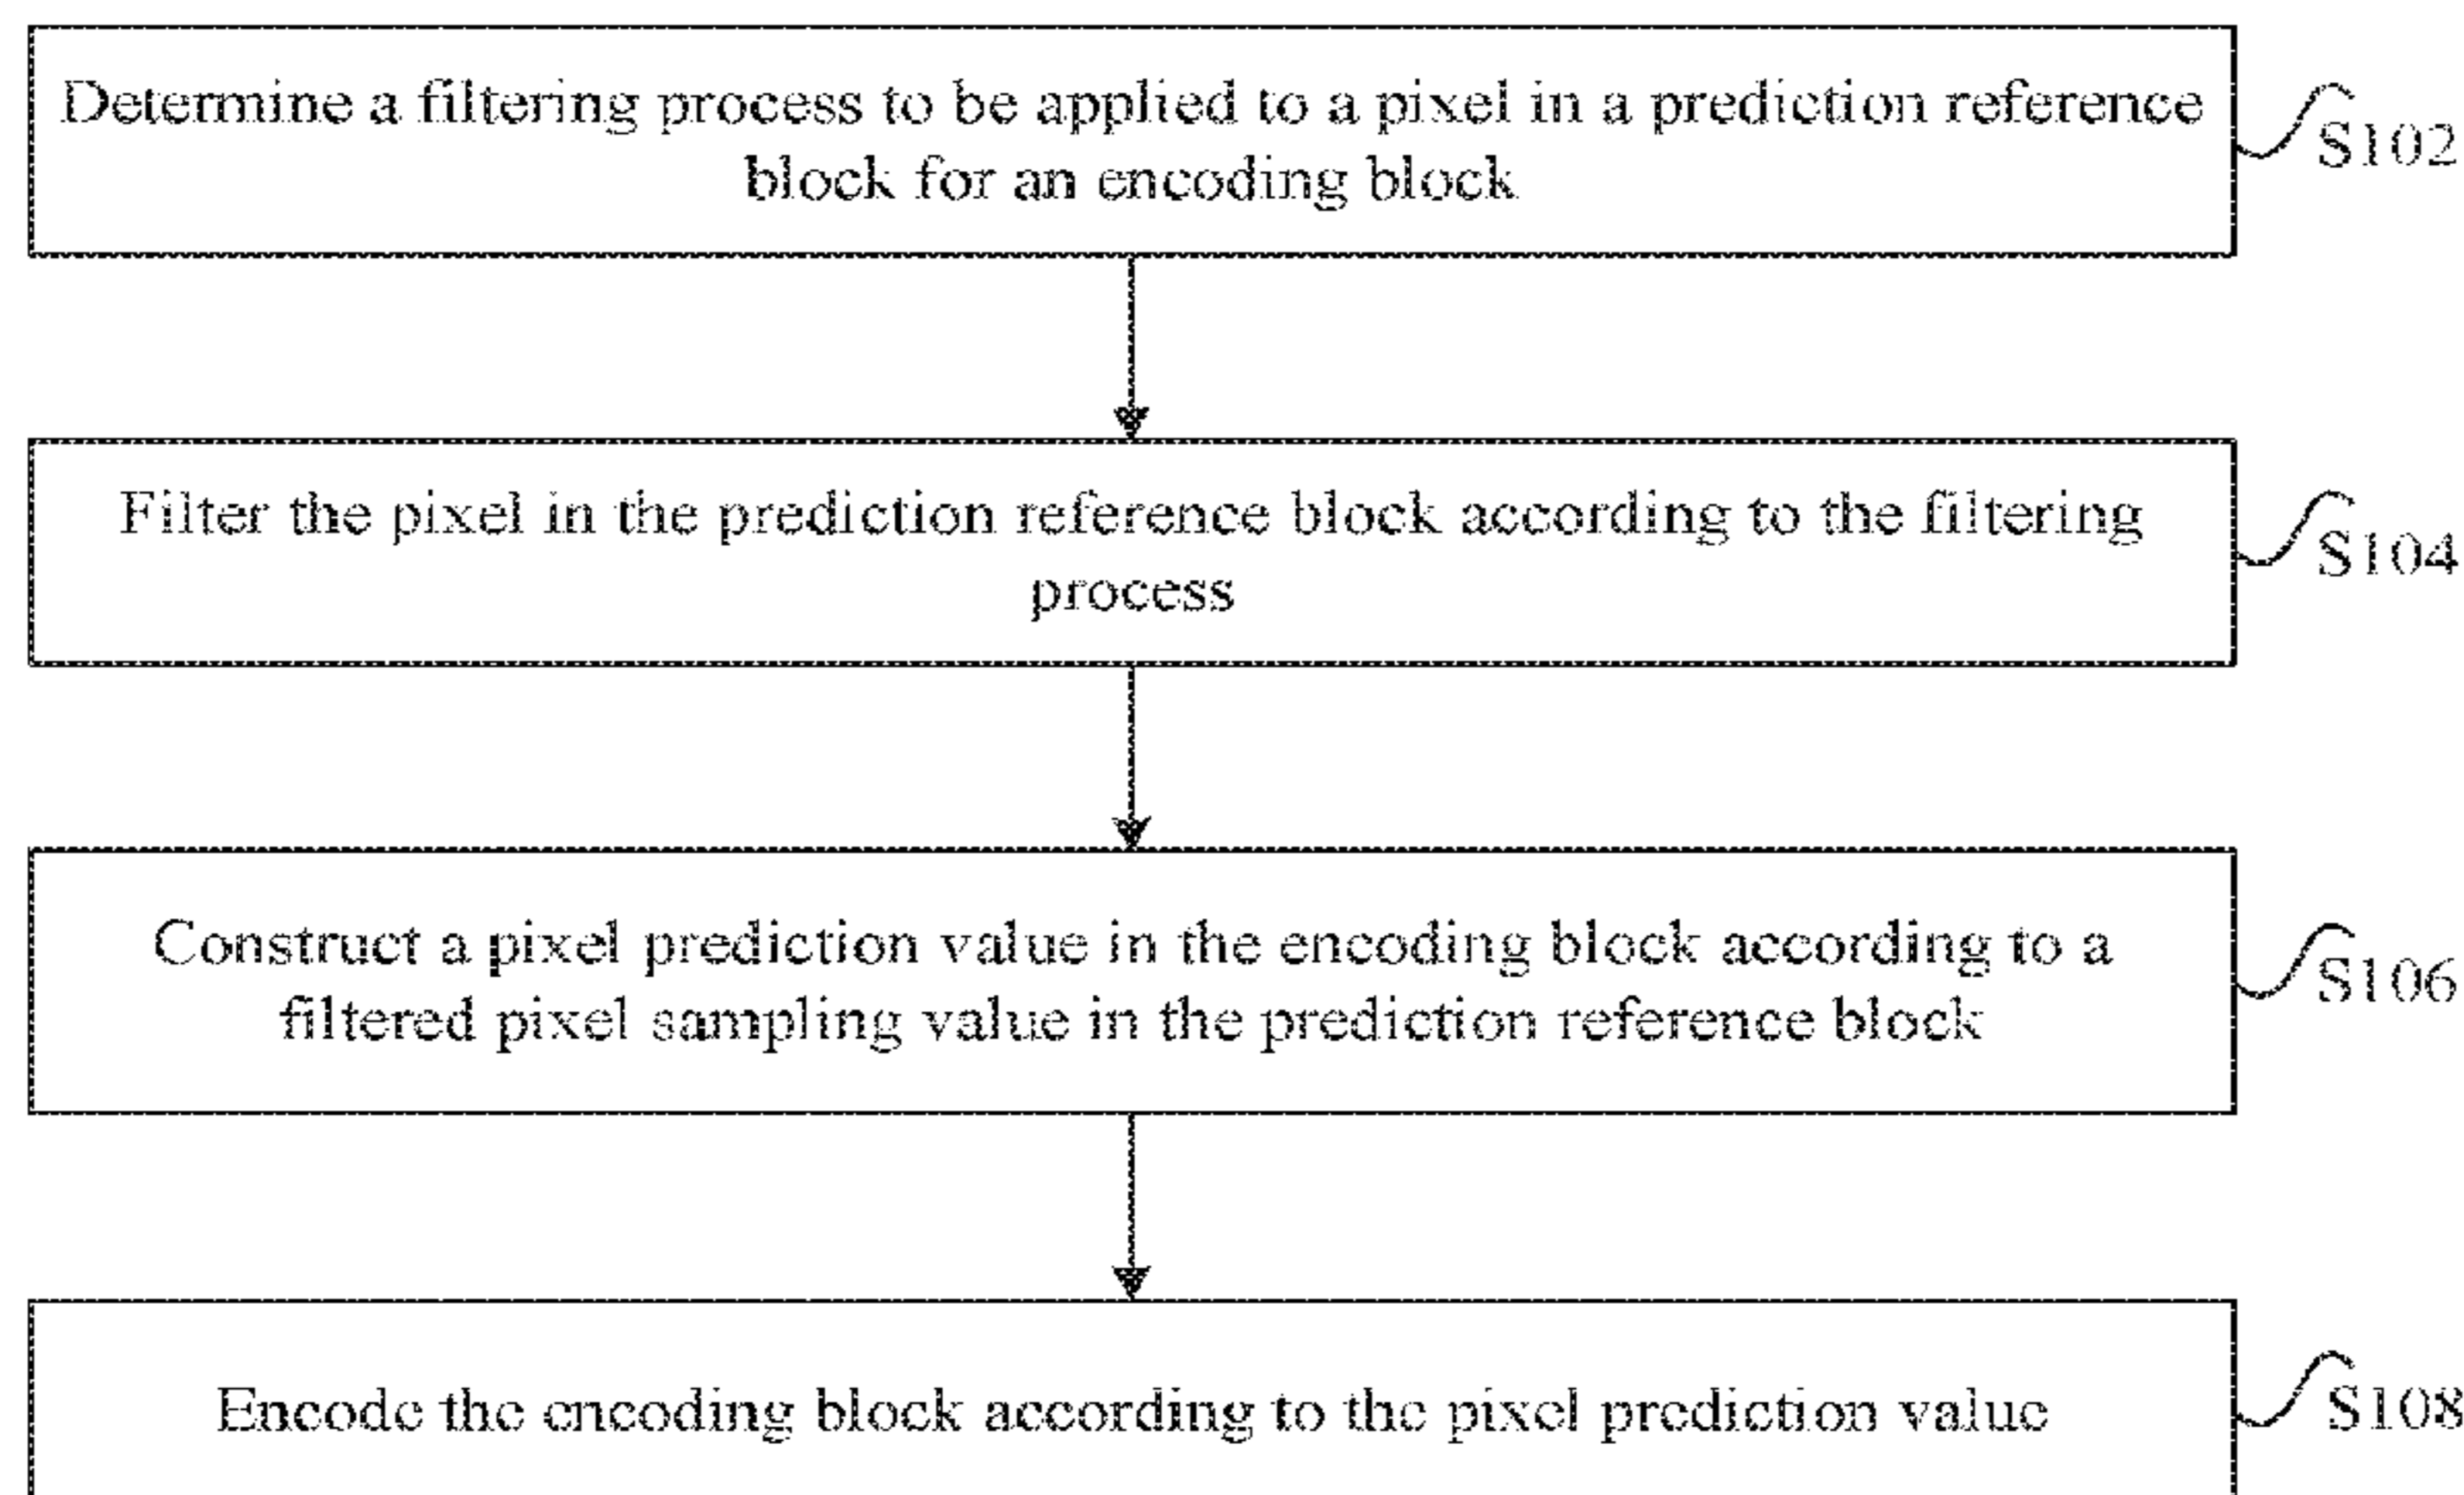 Determine a filtering process to be applied to a pixel in a prediction reference
block for an encoding block
S102
Filter the pixel in the prediction reference block according to the filtering
process
S104
Construct a pixel prediction value in the encoding block according to a
filtered pixel sampling value in the prediction reference block
S106
Encode the encoding block according to the pixel prediction value
S108